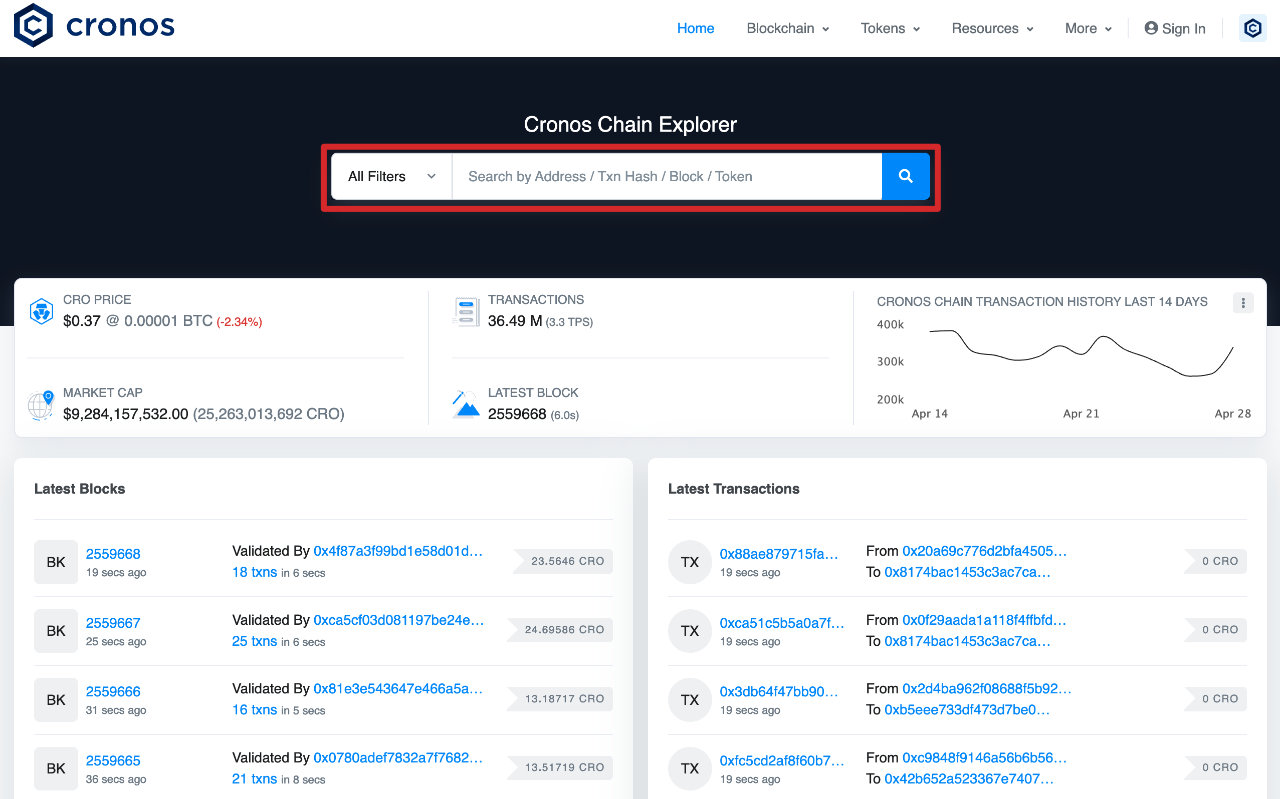 cronos
Home Blockchain Tokens Resources More Sign In
Cronos Chain Explorer
All Filters Search by Address / Txn Hash / Block / Token
CRO PRICE
$0.37 @ 0.00001 BTC (-2.34%)
MARKET CAP
$9,284,157,532.00 (25,263,013,692 CRO)
TRANSACTIONS
36.49 M (3.3 TPS)
LATEST BLOCK
2559668 (6.0s)
CRONOS CHAIN TRANSACTION HISTORY LAST 14 DAYS
400k
300k
200k
Apr 14 Apr 21 Apr 28
Latest Blocks
BK 2559668 Validated By 0x4f87a3f99bd1e58d01d... 23.5646 CRO
19 secs ago 18 txns in 6 secs
BK 2559667 Validated By 0xca5cf03d081197be24e... 24.69586 CRO
25 secs ago 25 txns in 6 secs
BK 2559666 Validated By 0x81e3e543647e466a5a... 13.18717 CRO
31 secs ago 16 txns in 5 secs
BK 2559665 Validated By 0x0780adef7832a7f7682... 13.51719 CRO
36 secs ago 21 txns in 8 secs
Latest Transactions
TX 0x88ae879715fa... From 0x20a69c776d2bfa4505... 0 CRO
19 secs ago To 0x8174bac1453c3ac7ca...
TX 0xca51c5b5a0a7f... From 0x0f29aada1a118f4ffbfd... 0 CRO
19 secs ago To 0x8174bac1453c3ac7ca...
TX 0x3db64f47bb90... From 0x2d4ba962f08688f5b92... 0 CRO
19 secs ago To 0xb5eee733df473d7be0...
TX 0xfc5cd2af8f60b7... From 0xc9848f9146a56b6b56... 0 CRO
19 secs ago To 0x42b652a523367e7407...